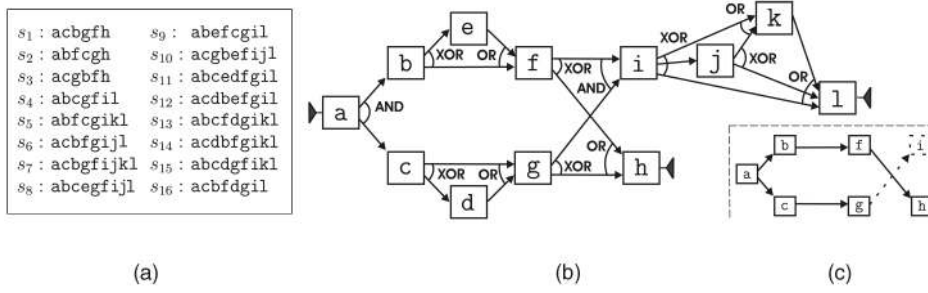 s1 : acbgfh s9 : abefcgil
s2 : abfcgh s10 : acgbefijl
s3 : acgbfh s11 : abcedfgil
s4 : abcgfil s12 : acdbefgil
s5 : abfcgikl s13 : abcfdgikl
s6 : acbfgijl s14 : acdbfgikl
s7 : acbgfijkl s15 : abcdgfikl
s8 : abcegfijl s16 : acbfdgil
(a)
a
AND
b
XOR
e
OR
f
XOR
c
XOR
d
OR
g
XOR
AND
i
OR
h
XOR
OR
k
j
XOR
OR
l
(b)
a
b
f
i
c
g
h
(c)